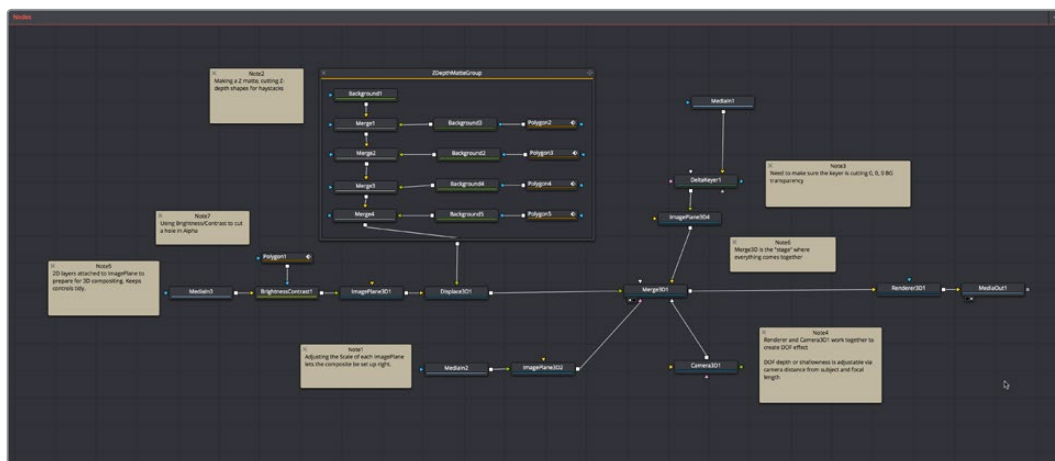 Nodes
Note2
Making a Z matte, cutting Z-
depth shapes for haystacks
ZDepthMatteGroup
Background1
Merge1
Background3
Polygon2
Merge2
Background2
Polygon3
Merge3
Background4
Polygon4
Merge4
Background5
Polygon5
MediaIn1
Note3
Need to make sure the keyer is cutting 0, 0, 0 BG
transparency
DeltaKeyer1
ImagePlane3D4
Note7
Using Brightness/Contrast to cut
a hole in Alpha
Note6
Merge3D is the "stage" where
everything comes together
Note5
2D layers attached to ImagePlane to
prepare for 3D compositing. Keeps
controls tidy.
Polygon1
MediaIn3
BrightnessContrast1
ImagePlane3D1
Displace3D1
Merge3D1
Renderer3D1
MediaOut1
Note1
Adjusting the Scale of each ImagePlane
lets the composite be set up right.
MediaIn2
ImagePlane3D2
Camera3D1
Note4
Renderer and Camera3D1 work together to
create DOF effect
DOF depth or shallowness is adjustable via
camera distance from subject and focal
length